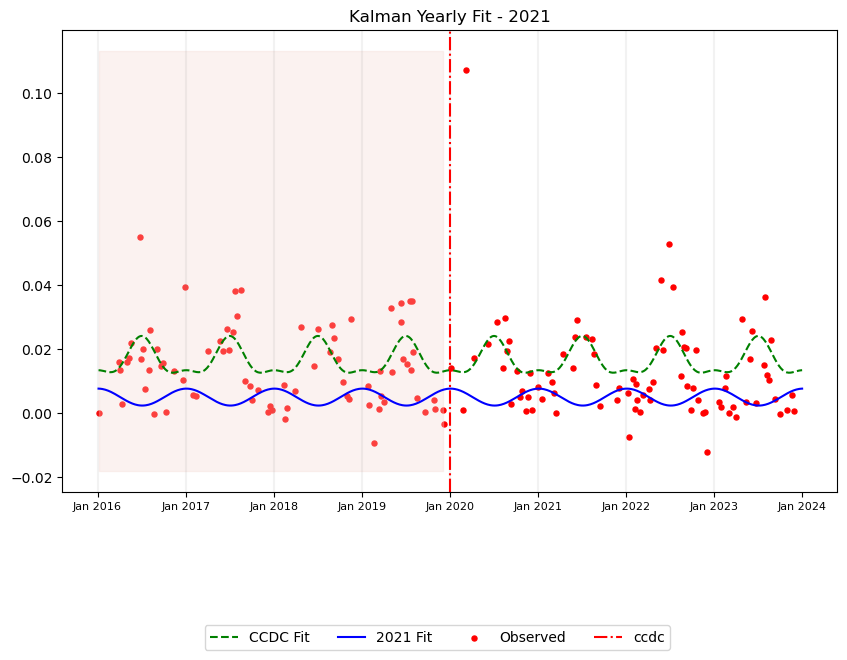 Kalman Yearly Fit - 2021
0.10
0.08
0.06
0.04
0.02
0.00
−0.02
Jan 2016 Jan 2017 Jan 2018 Jan 2019 Jan 2020 Jan 2021 Jan 2022 Jan 2023 Jan 2024
CCDC Fit 2021 Fit Observed ccdc